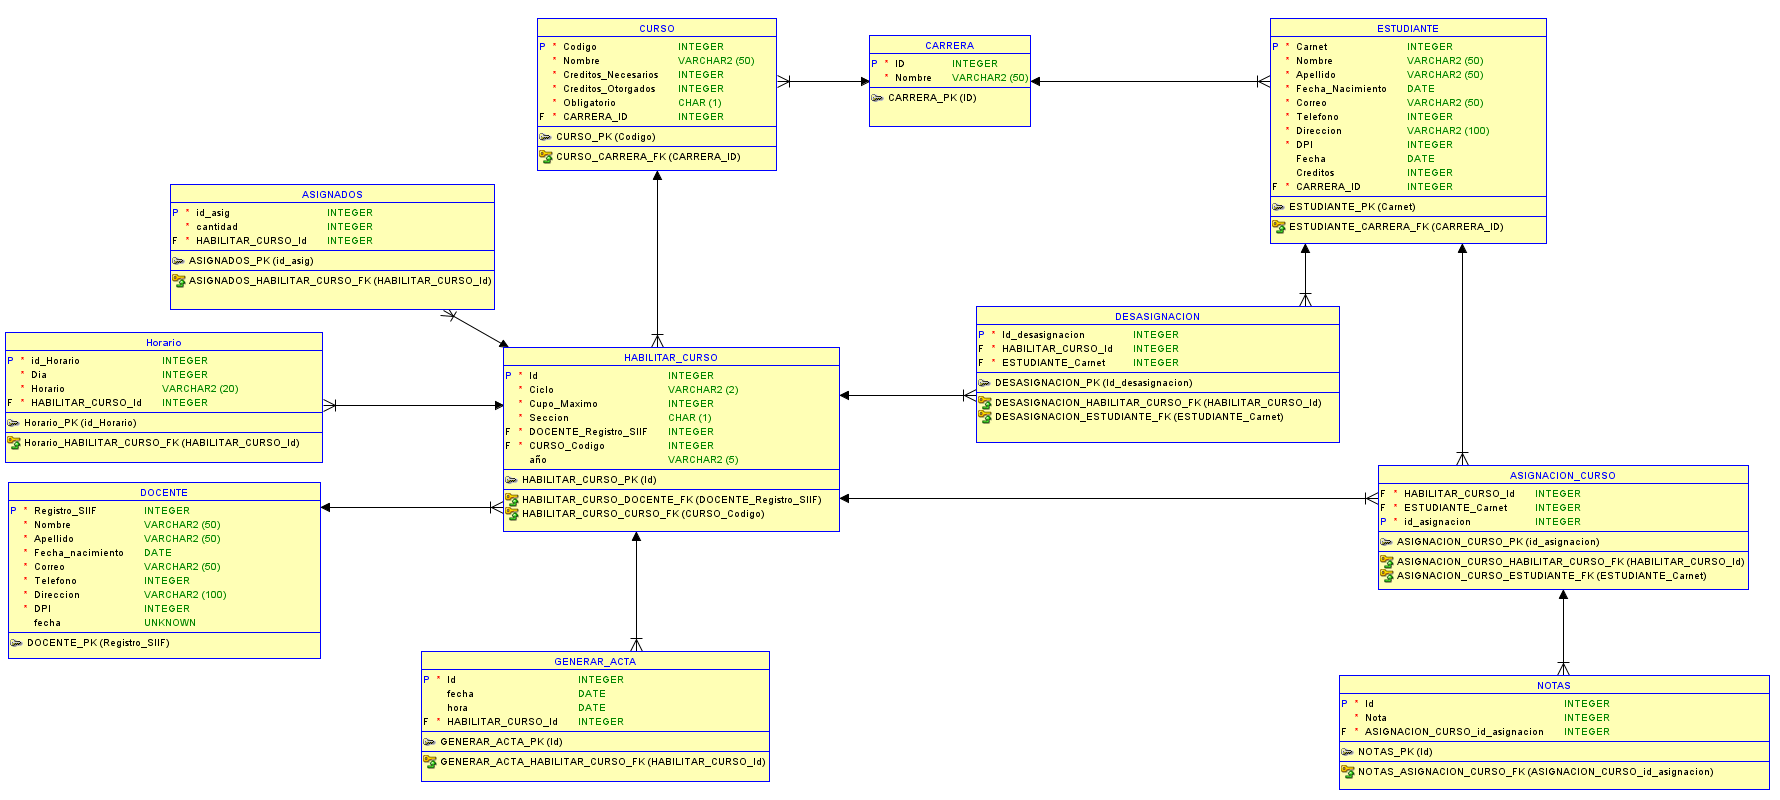 CURSO
P * Codigo INTEGER
* Nombre VARCHAR2 (50)
* Creditos_Necesarios INTEGER
* Creditos_Otorgados INTEGER
* Obligatorio CHAR (1)
F * CARRERA_ID INTEGER
CURSO_PK (Codigo)
CURSO_CARRERA_FK (CARRERA_ID)
CARRERA
P * ID INTEGER
* Nombre VARCHAR2 (50)
CARRERA_PK (ID)
ESTUDIANTE
P * Carnet INTEGER
* Nombre VARCHAR2 (50)
* Apellido VARCHAR2 (50)
* Fecha_Nacimiento DATE
* Correo VARCHAR2 (50)
* Telefono INTEGER
* Direccion VARCHAR2 (100)
* DPI INTEGER
Fecha DATE
Creditos INTEGER
F * CARRERA_ID INTEGER
ESTUDIANTE_PK (Carnet)
ESTUDIANTE_CARRERA_FK (CARRERA_ID)
ASIGNADOS
P * id_asig INTEGER
* cantidad INTEGER
F * HABILITAR_CURSO_Id INTEGER
ASIGNADOS_PK (id_asig)
ASIGNADOS_HABILITAR_CURSO_FK (HABILITAR_CURSO_Id)
Horario
P * id_Horario INTEGER
* Dia INTEGER
* Horario VARCHAR2 (20)
F * HABILITAR_CURSO_Id INTEGER
Horario_PK (id_Horario)
Horario_HABILITAR_CURSO_FK (HABILITAR_CURSO_Id)
HABILITAR_CURSO
P * Id INTEGER
* Ciclo VARCHAR2 (2)
* Cupo_Maximo INTEGER
* Seccion CHAR (1)
F * DOCENTE_Registro_SIIF INTEGER
F * CURSO_Codigo INTEGER
año VARCHAR2 (5)
HABILITAR_CURSO_PK (Id)
HABILITAR_CURSO_DOCENTE_FK (DOCENTE_Registro_SIIF)
HABILITAR_CURSO_CURSO_FK (CURSO_Codigo)
DESASIGNACION
P * Id_desasignacion INTEGER
F * HABILITAR_CURSO_Id INTEGER
F * ESTUDIANTE_Carnet INTEGER
DESASIGNACION_PK (Id_desasignacion)
DESASIGNACION_HABILITAR_CURSO_FK (HABILITAR_CURSO_Id)
DESASIGNACION_ESTUDIANTE_FK (ESTUDIANTE_Carnet)
DOCENTE
P * Registro_SIIF INTEGER
* Nombre VARCHAR2 (50)
* Apellido VARCHAR2 (50)
* Fecha_nacimiento DATE
* Correo VARCHAR2 (50)
* Telefono INTEGER
* Direccion VARCHAR2 (100)
* DPI INTEGER
fecha UNKNOWN
DOCENTE_PK (Registro_SIIF)
ASIGNACION_CURSO
F * HABILITAR_CURSO_Id INTEGER
F * ESTUDIANTE_Carnet INTEGER
P * id_asignacion INTEGER
ASIGNACION_CURSO_PK (id_asignacion)
ASIGNACION_CURSO_HABILITAR_CURSO_FK (HABILITAR_CURSO_Id)
ASIGNACION_CURSO_ESTUDIANTE_FK (ESTUDIANTE_Carnet)
GENERAR_ACTA
P * Id INTEGER
fecha DATE
hora DATE
F * HABILITAR_CURSO_Id INTEGER
GENERAR_ACTA_PK (Id)
GENERAR_ACTA_HABILITAR_CURSO_FK (HABILITAR_CURSO_Id)
NOTAS
P * Id INTEGER
* Nota INTEGER
F * ASIGNACION_CURSO_id_asignacion INTEGER
NOTAS_PK (Id)
NOTAS_ASIGNACION_CURSO_FK (ASIGNACION_CURSO_id_asignacion)